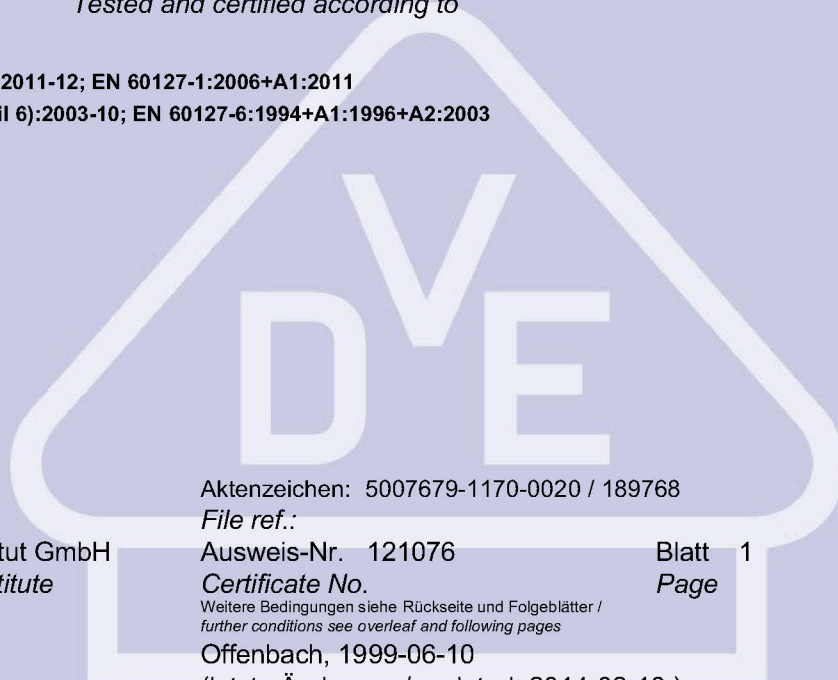 Tested and certified according to
2011-12; EN 60127-1:2006+A1:2011
6):2003-10; EN 60127-6:1994+A1:1996+A2:2003
VDE
Aktenzeichen: 5007679-1170-0020 / 189768
File ref.:
GmbH Ausweis-Nr. 121076 Blatt 1
Certificate No. Page
Weitere Bedingungen siehe Rückseite und Folgeblätter /
further conditions see overleaf and following pages
Offenbach, 1999-06-10